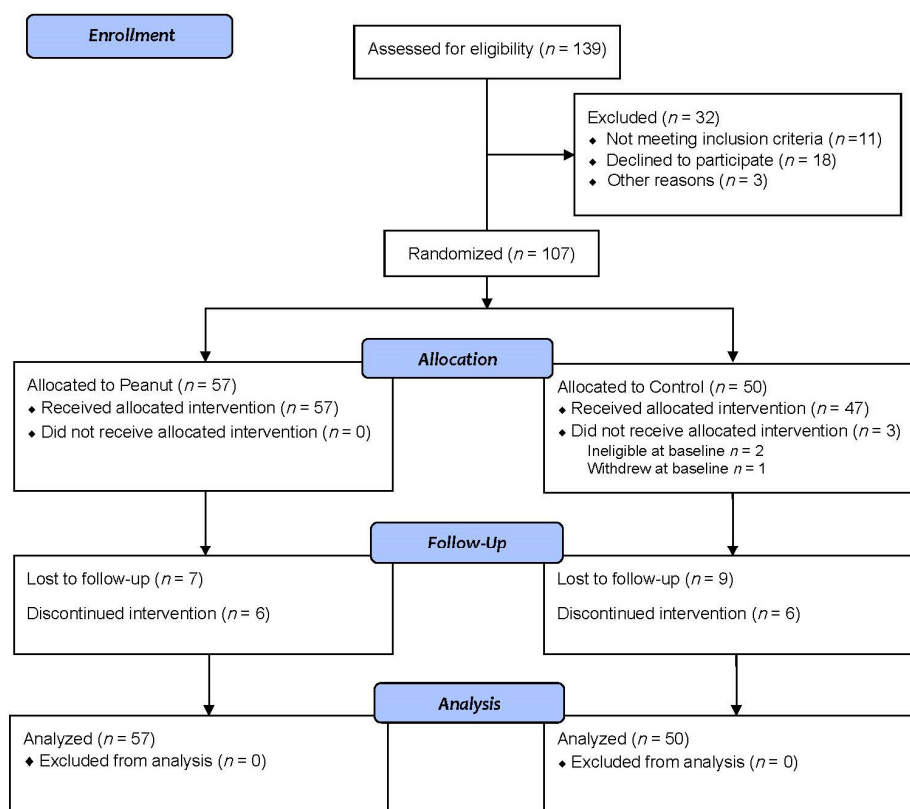 Enrollment
Assessed for eligibility (n = 139)
Excluded (n = 32)
⬥ Not meeting inclusion criteria (n =11)
⬥ Declined to participate (n = 18)
⬥ Other reasons (n = 3)
Randomized (n = 107)
Allocation
Allocated to Peanut (n = 57)
⬥ Received allocated intervention (n = 57)
⬥ Did not receive allocated intervention (n = 0)
Allocated to Control (n = 50)
⬥ Received allocated intervention (n = 47)
⬥ Did not receive allocated intervention (n = 3)
Ineligible at baseline n = 2
Withdrew at baseline n = 1
Follow-Up
Lost to follow-up (n = 7)
Discontinued intervention (n = 6)
Lost to follow-up (n = 9)
Discontinued intervention (n = 6)
Analysis
Analyzed (n = 57)
⬥ Excluded from analysis (n = 0)
Analyzed (n = 50)
⬥ Excluded from analysis (n = 0)